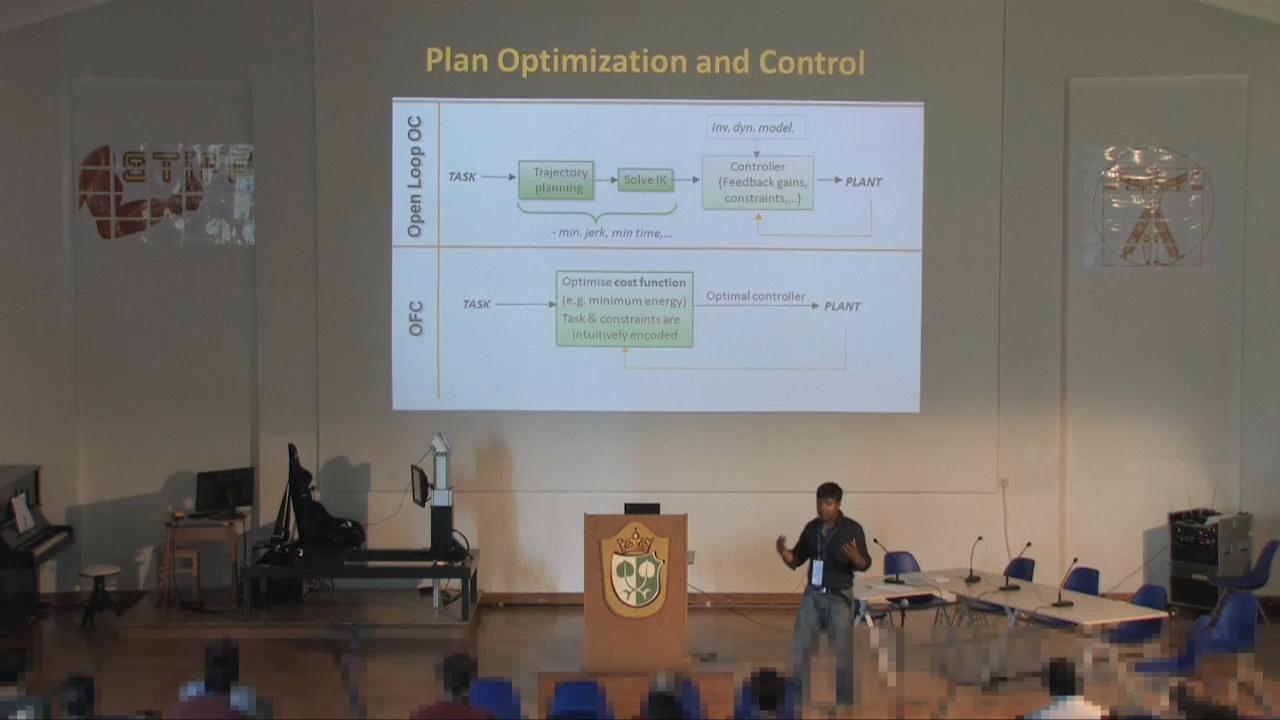 Plan Optimization and Control
Open Loop OC
Inv. dyn. model.
TASK
Trajectory
planning
Solve IK
Controller
(Feedback gains,
constraints,...)
PLANT
- min. jerk, min time,...
OFC
TASK
Optimise cost function
(e.g. minimum energy)
Task & constraints are
intuitively encoded
Optimal controller
PLANT